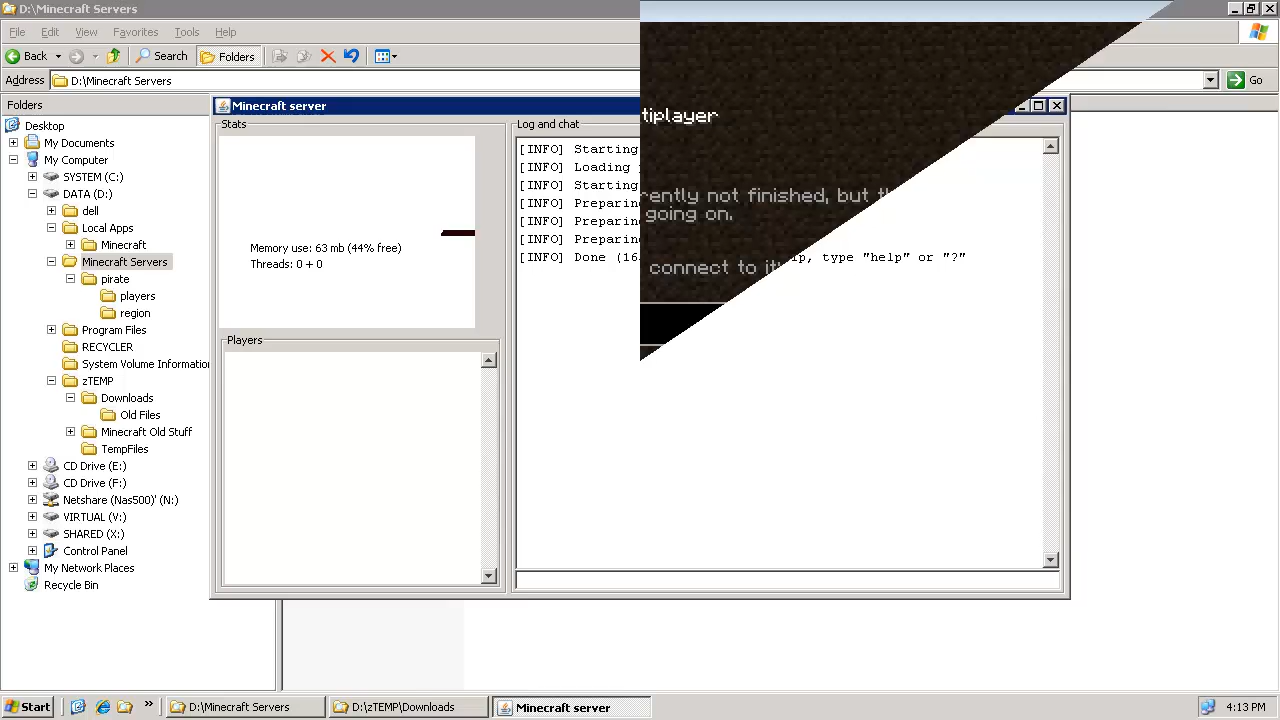 D:\Minecraft Servers
File Edit View Favorites Tools Help
Back Search Folders
Address D:\Minecraft Servers Go
Folders
Desktop
My Documents
My Computer
SYSTEM (C:)
DATA (D:)
dell
Local Apps
Minecraft
Minecraft Servers
pirate
players
region
Program Files
RECYCLER
System Volume Informatio
zTEMP
Downloads
Old Files
Minecraft Old Stuff
TempFiles
CD Drive (E:)
CD Drive (F:)
Netshare (Nas500)' (N:)
VIRTUAL (V:)
SHARED (X:)
Control Panel
My Network Places
Recycle Bin
Minecraft server
Stats
Memory use: 63 mb (44% free)
Threads: 0 + 0
Players
Log and chat
[INFO] Starting
[INFO] Loading
[INFO] Starting
[INFO] Preparing
[INFO] Preparing
[INFO] Preparing
[INFO] Done (16 lp, type "help" or "?"
tiplayer
rently not finished, but th
going on.
connect to it
Start » D:\Minecraft Servers D:\zTEMP\Downloads Minecraft server 4:13 PM